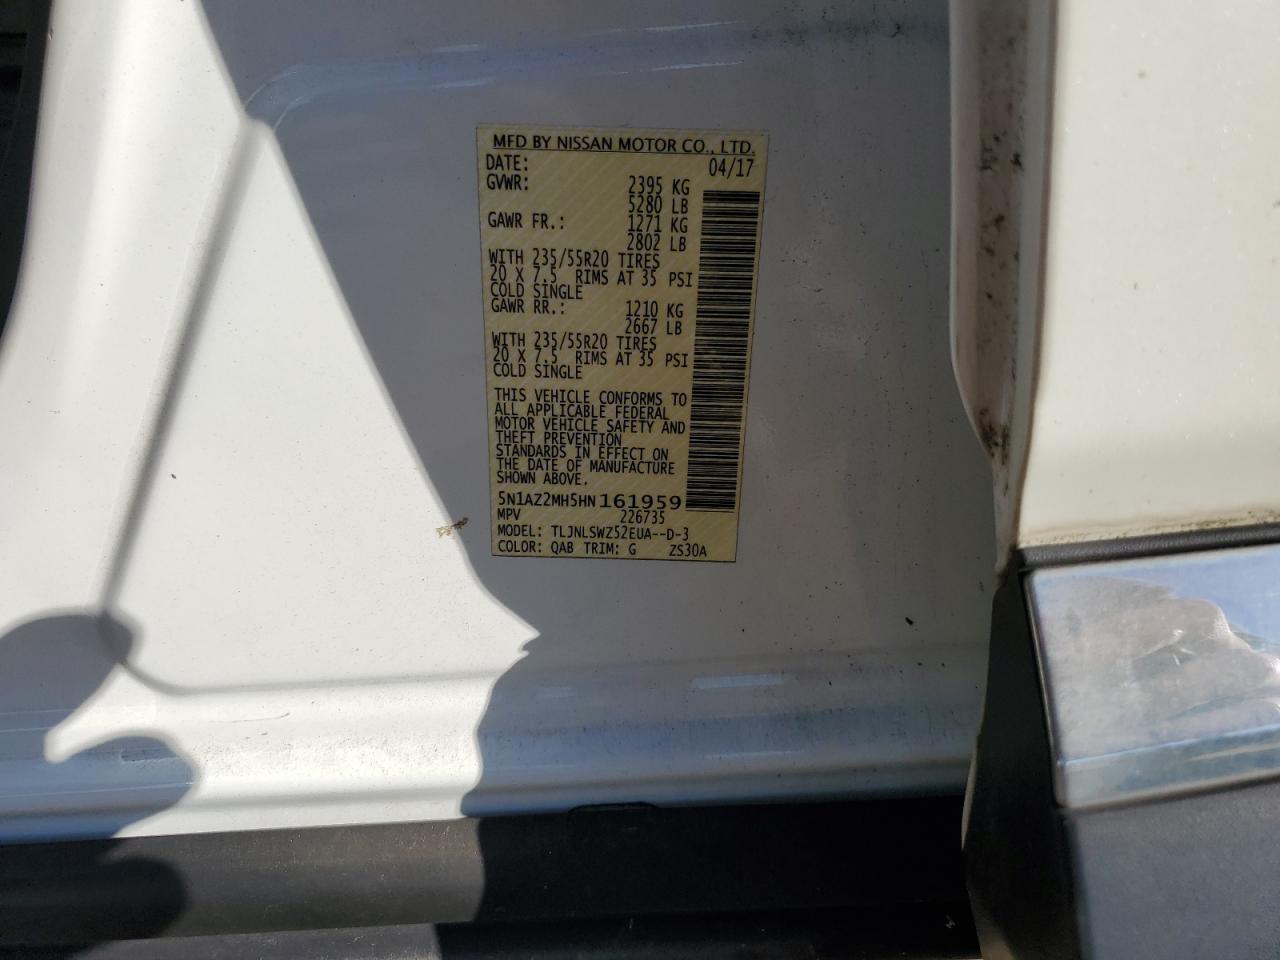 MFD BY NISSAN MOTOR CO., LTD.
DATE: 04/17
GVWR: 2395 KG
5280 LB
GAWR FR.: 1271 KG
2802 LB
WITH 235/55R20 TIRES
20 X 7.5 RIMS AT 35 PSI
COLD SINGLE
GAWR RR.: 1210 KG
2667 LB
WITH 235/55R20 TIRES
20 X 7.5 RIMS AT 35 PSI
COLD SINGLE
THIS VEHICLE CONFORMS TO
ALL APPLICABLE FEDERAL
MOTOR VEHICLE SAFETY AND
THEFT PREVENTION
STANDARDS IN EFFECT ON
THE DATE OF MANUFACTURE
SHOWN ABOVE.
5N1AZ2MH5HN161959
MPV 226735
MODEL: TLJNLSWZ52EUA--D-3
COLOR: QAB TRIM: G ZS30A